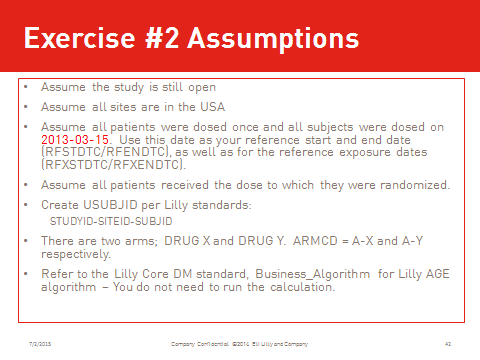 Exercise #2 Assumptions
• Assume the study is still open
• Assume all sites are in the USA
• Assume all patients were dosed once and all subjects were dosed on
2013-03-15. Use this date as your reference start and end date
(RFSTDTC/RFENDTC), as well as for the reference exposure dates
(RFXSTDTC/RFXENDTC).
• Assume all patients received the dose to which they were randomized.
• Create USUBJID per Lilly standards:
STUDYID-SITEID-SUBJID
• There are two arms; DRUG X and DRUG Y. ARMCD = A-X and A-Y
respectively.
• Refer to the Lilly Core DM standard, Business_Algorithm for Lilly AGE
algorithm – You do not need to run the calculation.
7/2/2015 Company Confidential ©2014 Eli Lilly and Company 42